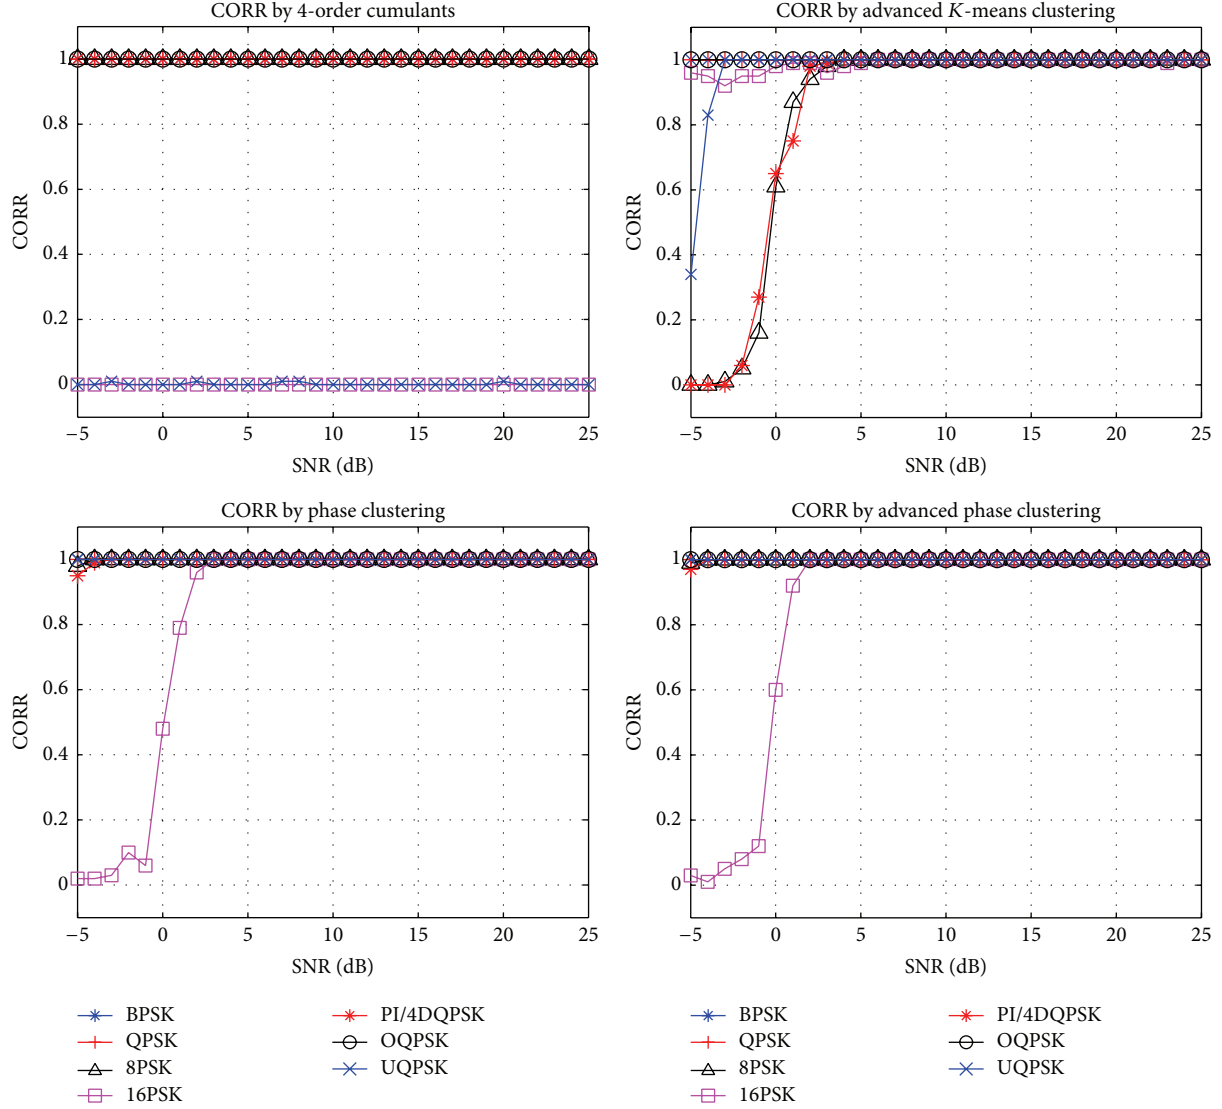 CORR by 4-order cumulants
1
0.8
0.6
0.4
0.2
0
CORR
−5 0 5 10 15 20 25
SNR (dB)
CORR by advanced K-means clustering
1
0.8
0.6
0.4
0.2
0
CORR
−5 0 5 10 15 20 25
SNR (dB)
CORR by phase clustering
1
0.8
0.6
0.4
0.2
0
CORR
−5 0 5 10 15 20 25
SNR (dB)
BPSK
QPSK
8PSK
16PSK
PI/4DQPSK
OQPSK
UQPSK
CORR by advanced phase clustering
1
0.8
0.6
0.4
0.2
0
CORR
−5 0 5 10 15 20 25
SNR (dB)
BPSK
QPSK
8PSK
16PSK
PI/4DQPSK
OQPSK
UQPSK